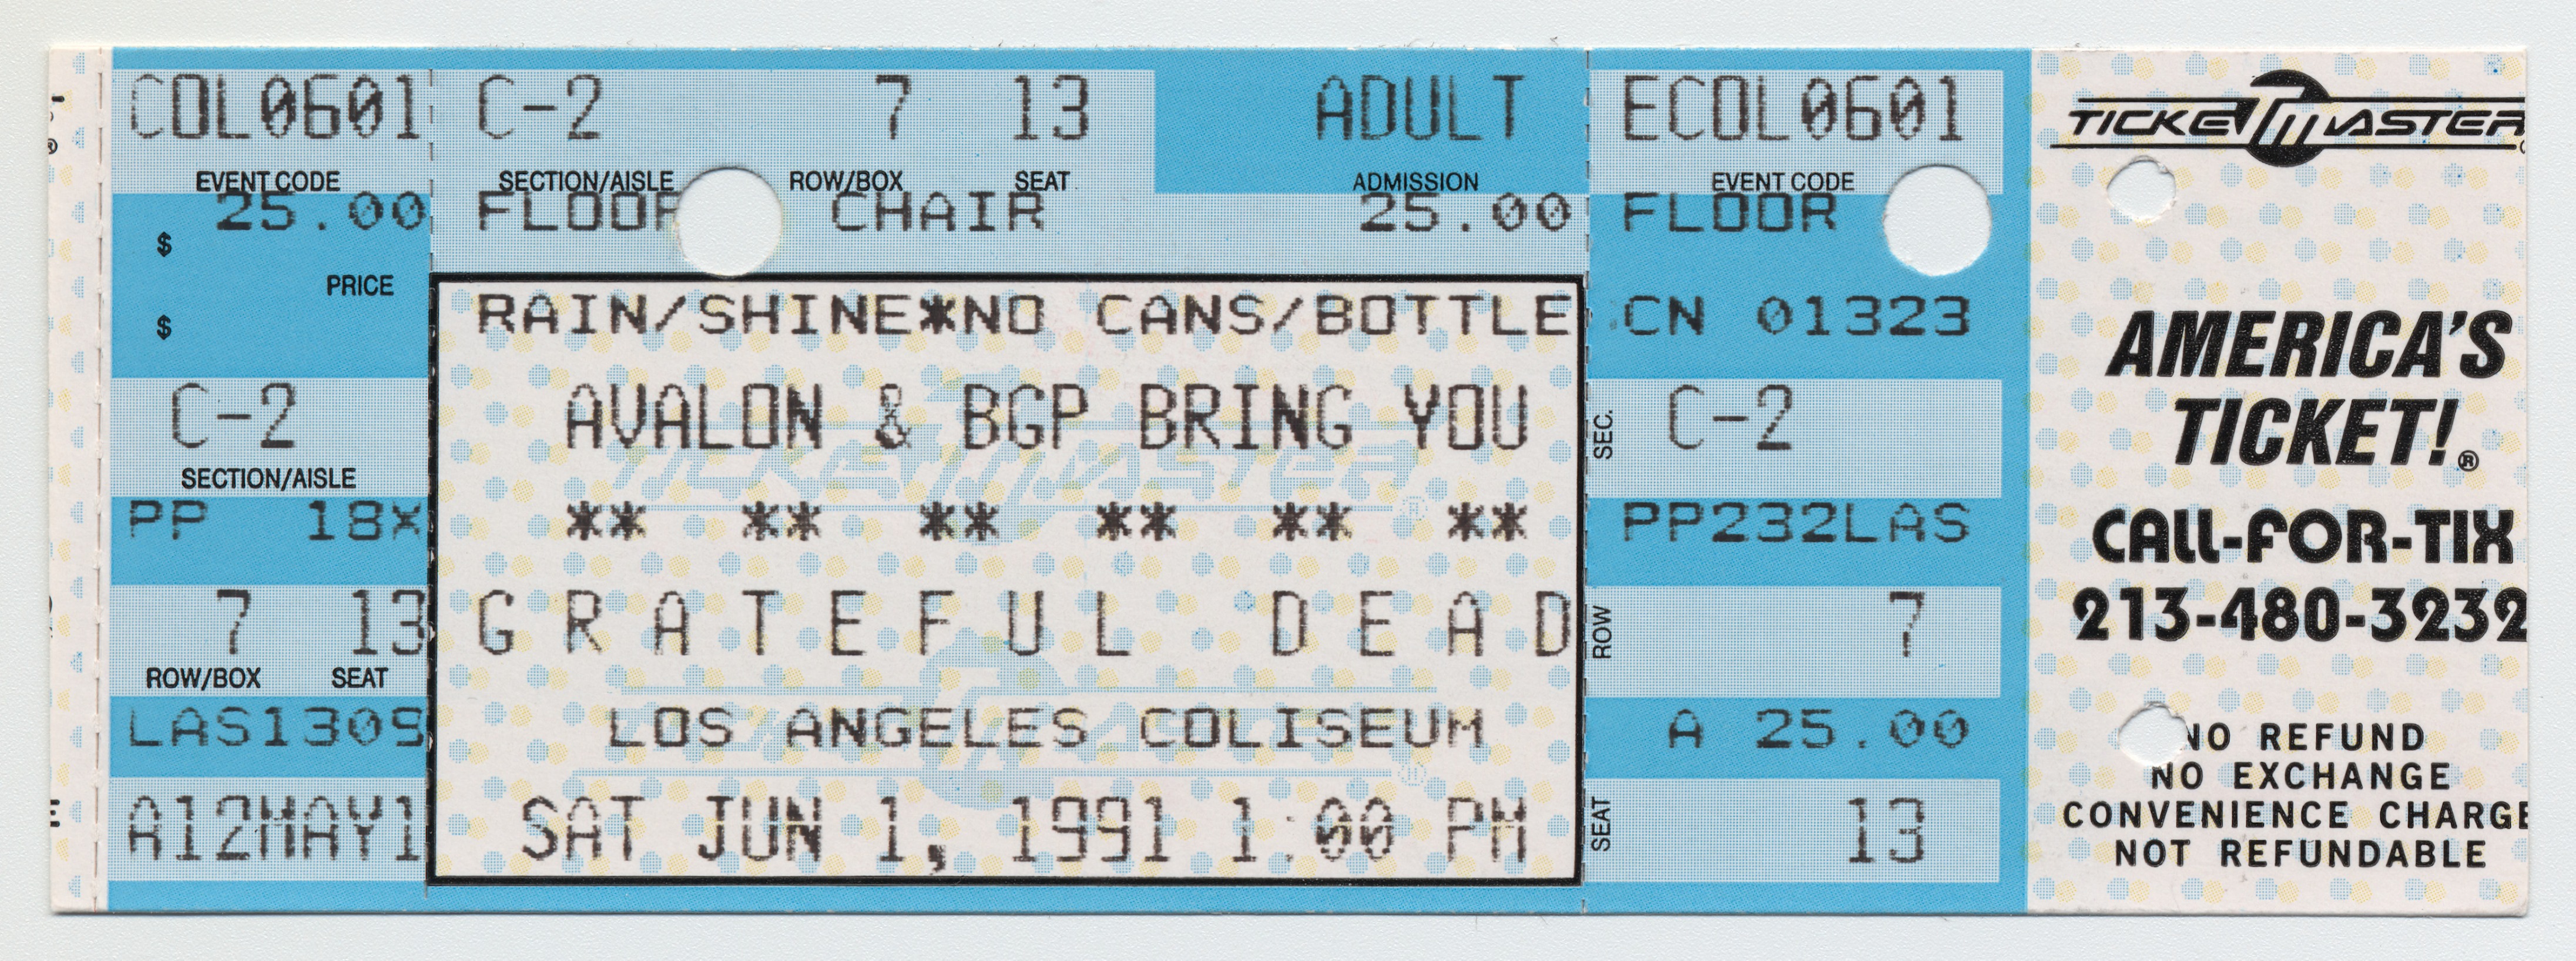 COL0601
EVENT CODE
25.00
$
PRICE
$
C-2
SECTION/AISLE
PP 18X
7 13
ROW/BOX SEAT
LAS1309
A12MAY1
C-2 7 13 ADULT
SECTION/AISLE ROW/BOX SEAT ADMISSION
FLOOR CHAIR 25.00
RAIN/SHINE*NO CANS/BOTTLE
AVALON & BGP BRING YOU
** ** ** ** ** **
GRATEFUL DEAD
LOS ANGELES COLISEUM
SAT JUN 1, 1991 1:00 PM
TICKETMASTER®
ECOL0601
EVENT CODE
FLOOR
CN 01323
SEC. C-2
PP232LAS
ROW 7
A 25.00
SEAT 13
TICKETMASTER
AMERICA'S
TICKET!®
CALL-FOR-TIX
213-480-3232
NO REFUND
NO EXCHANGE
CONVENIENCE CHARGE
NOT REFUNDABLE